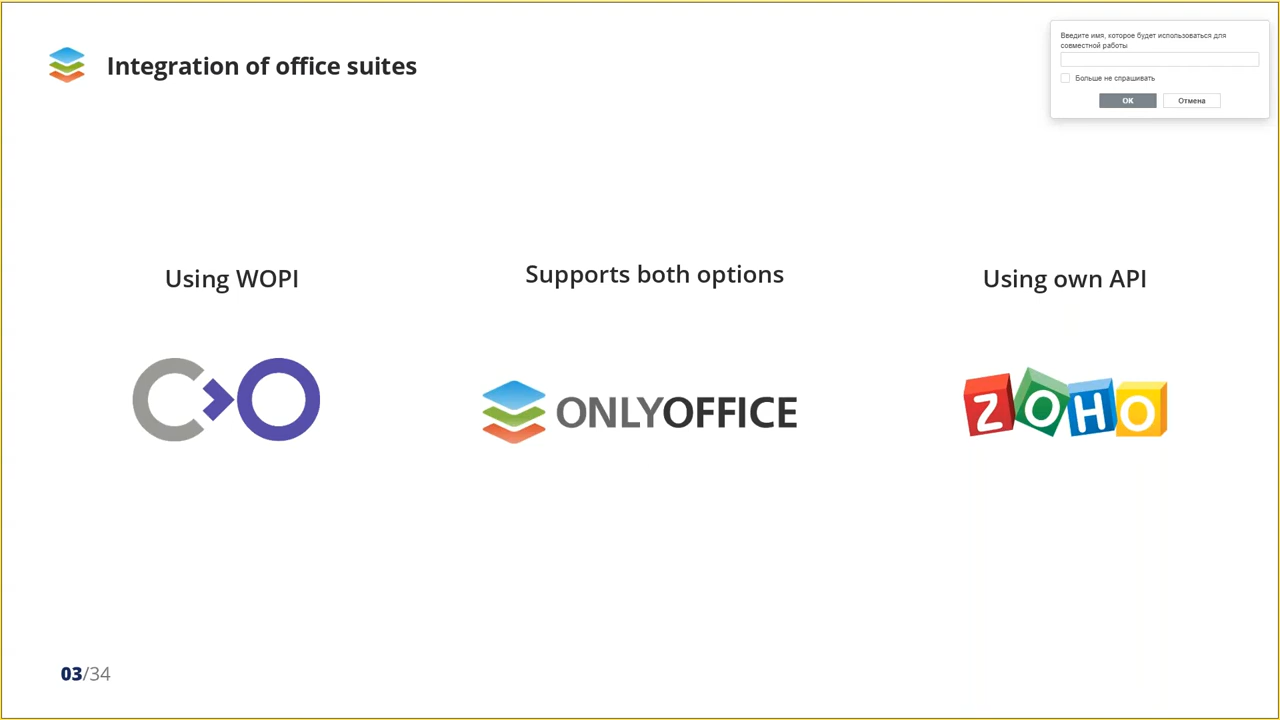 Integration of office suites
Введите имя, которое будет использоваться для
совместной работы
Больше не спрашивать
OK
Отмена
Using WOPI
Supports both options
Using own API
ONLYOFFICE
ZOHO
03/34